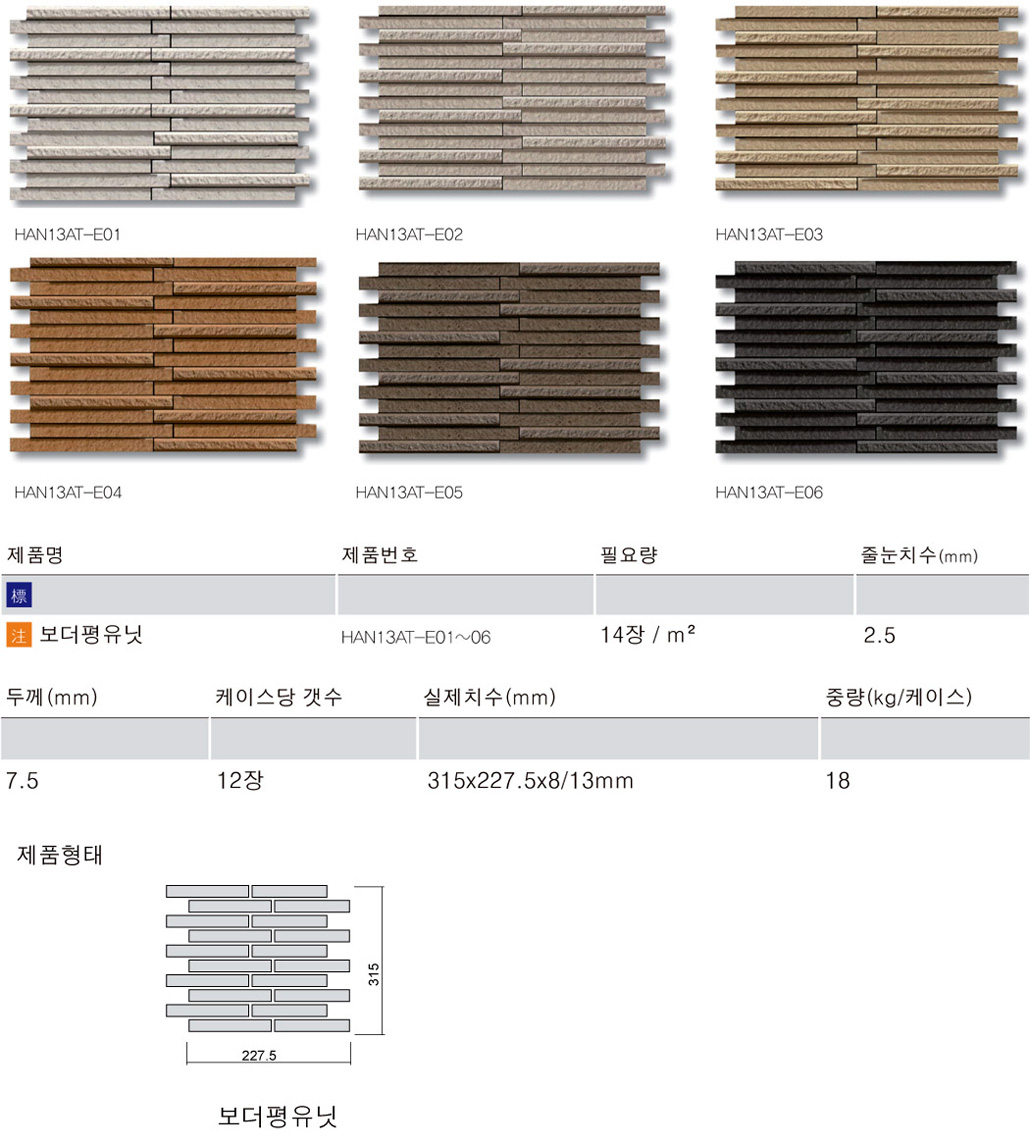 HAN13AT-E01 HAN13AT-E02 HAN13AT-E03
HAN13AT-E04 HAN13AT-E05 HAN13AT-E06
제품명 제품번호 필요량 줄눈치수(mm)
標
注 보더평유닛 HAN13AT-E01~06 14장 / m² 2.5
두께(mm) 케이스당 갯수 실제치수(mm) 중량(kg/케이스)
7.5 12장 315x227.5x8/13mm 18
제품형태
315
227.5
보더평유닛